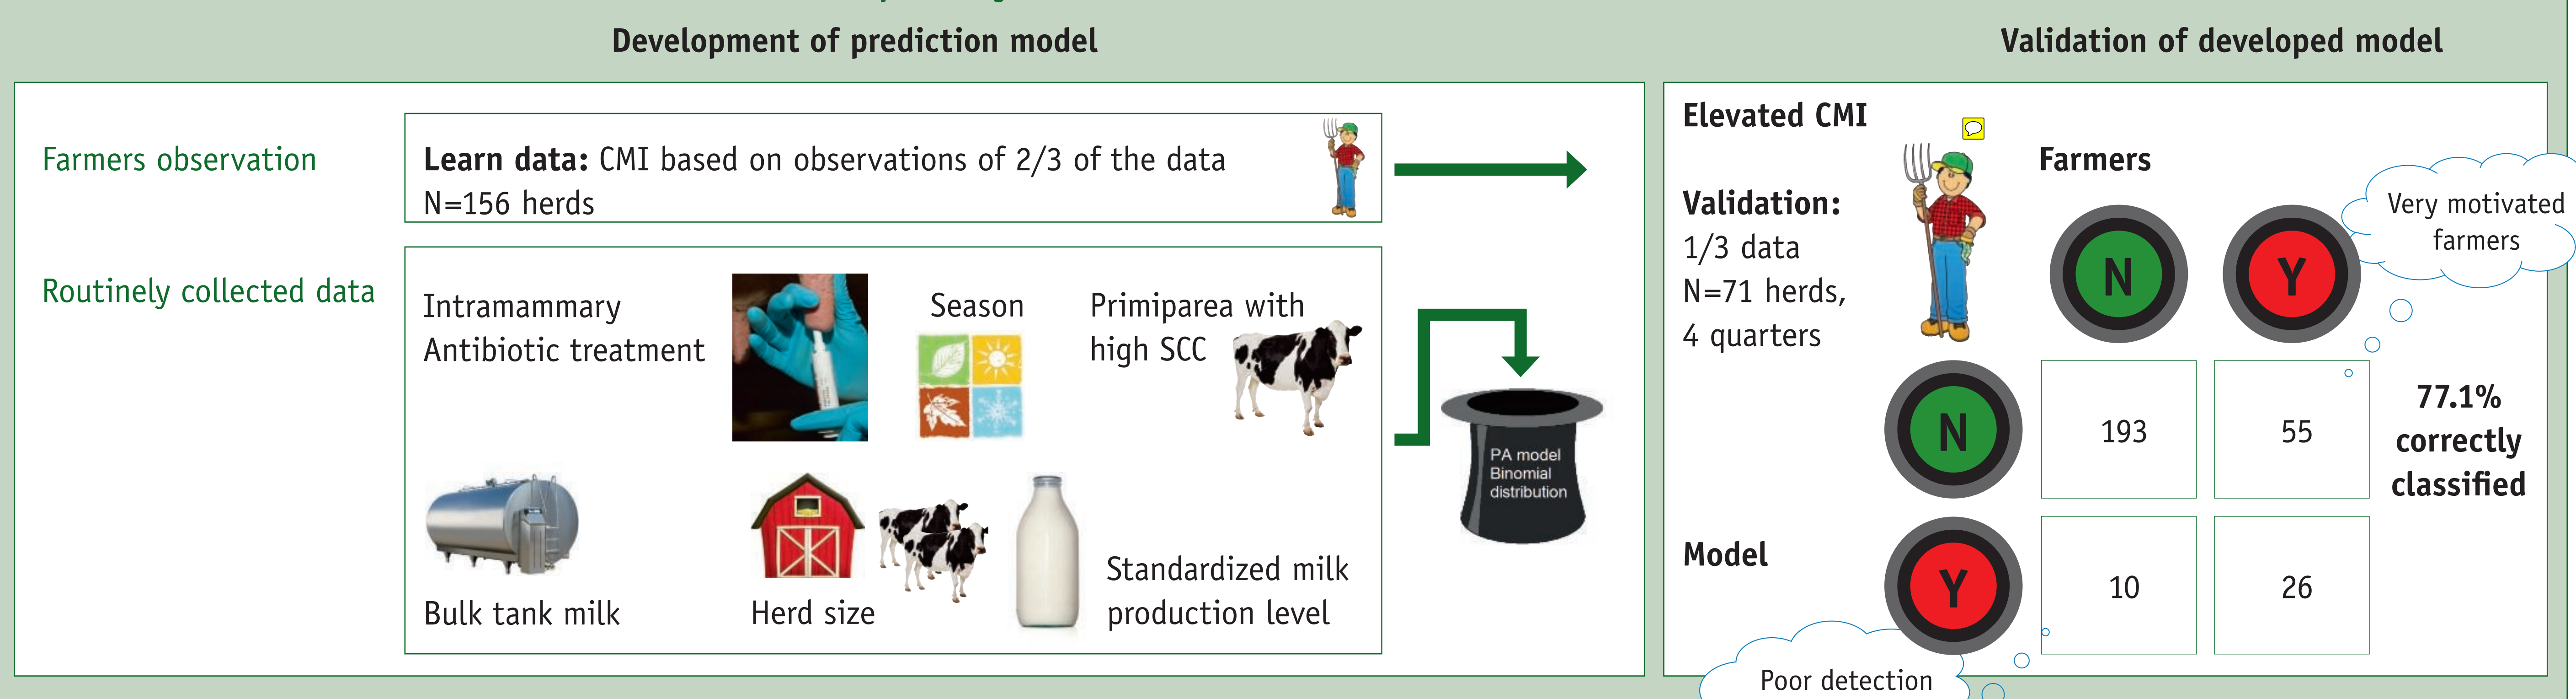 Development of prediction model
Validation of developed model
Farmers observation
Learn data: CMI based on observations of 2/3 of the data
N=156 herds
Routinely collected data
Intramammary
Antibiotic treatment
Season
Primiparea with
high SCC
Bulk tank milk
Herd size
Standardized milk
production level
PA model
Binomial
distribution
Elevated CMI
Validation:
1/3 data
N=71 herds,
4 quarters
Farmers
Very motivated
farmers
N
Y
N
193
55
77.1%
correctly
classified
Model
Y
10
26
Poor detection